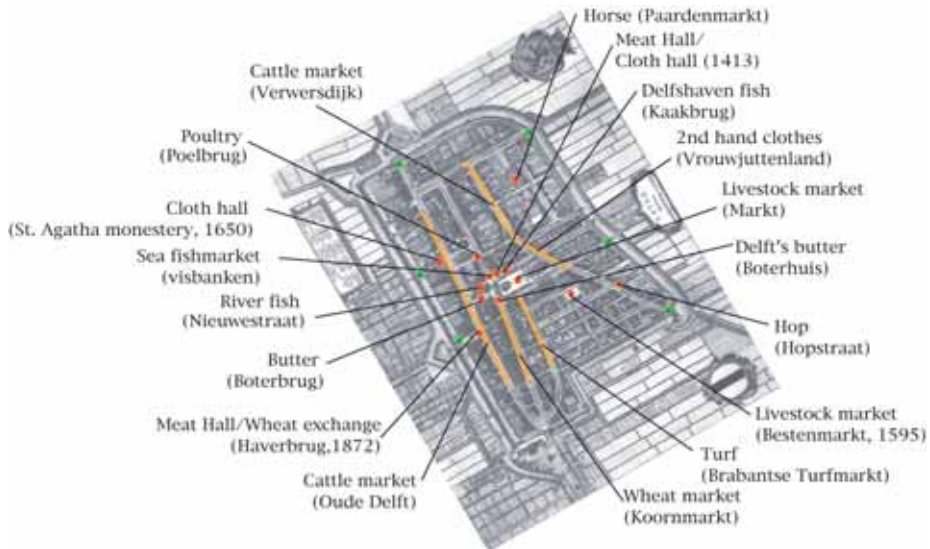 Horse (Paardenmarkt)
Meat Hall/
Cloth hall (1413)
Cattle market
(Verwersdijk)
Delfshaven fish
(Kaakbrug)
Poultry
(Poelbrug)
2nd hand clothes
(Vrouwjuttenland)
Livestock market
(Markt)
Cloth hall
(St. Agatha monestery, 1650)
Delft's butter
(Boterhuis)
Sea fishmarket
(visbanken)
River fish
(Nieuwestraat)
Hop
(Hopstraat)
Butter
(Boterbrug)
Meat Hall/Wheat exchange
(Haverbrug,1872)
Livestock market
(Bestenmarkt, 1595)
Turf
(Brabantse Turfmarkt)
Cattle market
(Oude Delft)
Wheat market
(Koornmarkt)